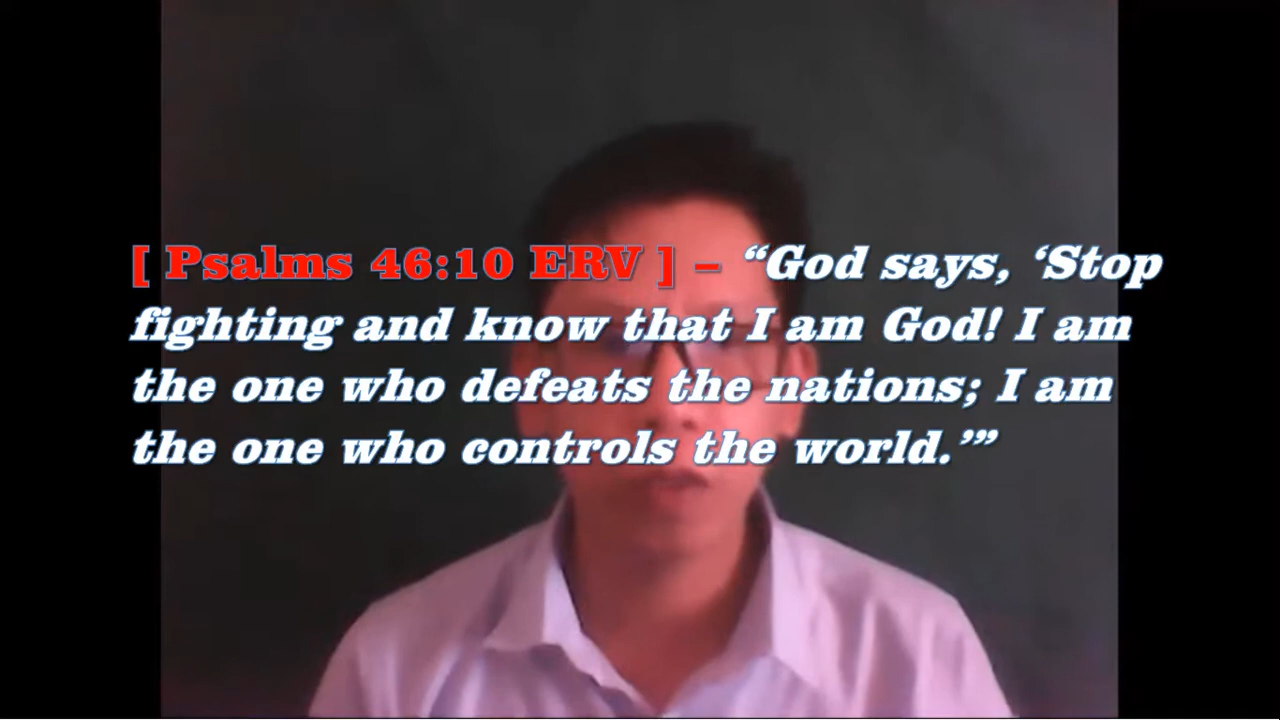 [ Psalms 46:10 ERV ] – “God says, ‘Stop
fighting and know that I am God! I am
the one who defeats the nations; I am
the one who controls the world.’”